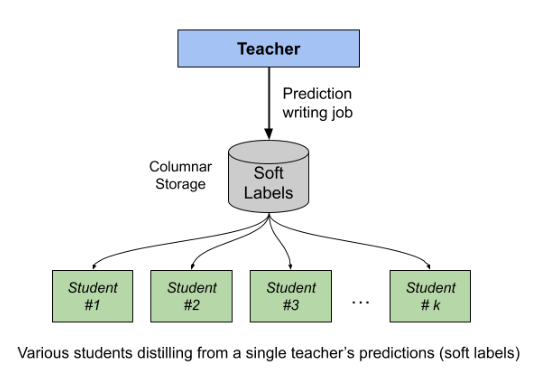 Teacher
Prediction
writing job
Columnar
Storage
Soft
Labels
Student
#1
Student
#2
Student
#3
...
Student
# k
Various students distilling from a single teacher's predictions (soft labels)